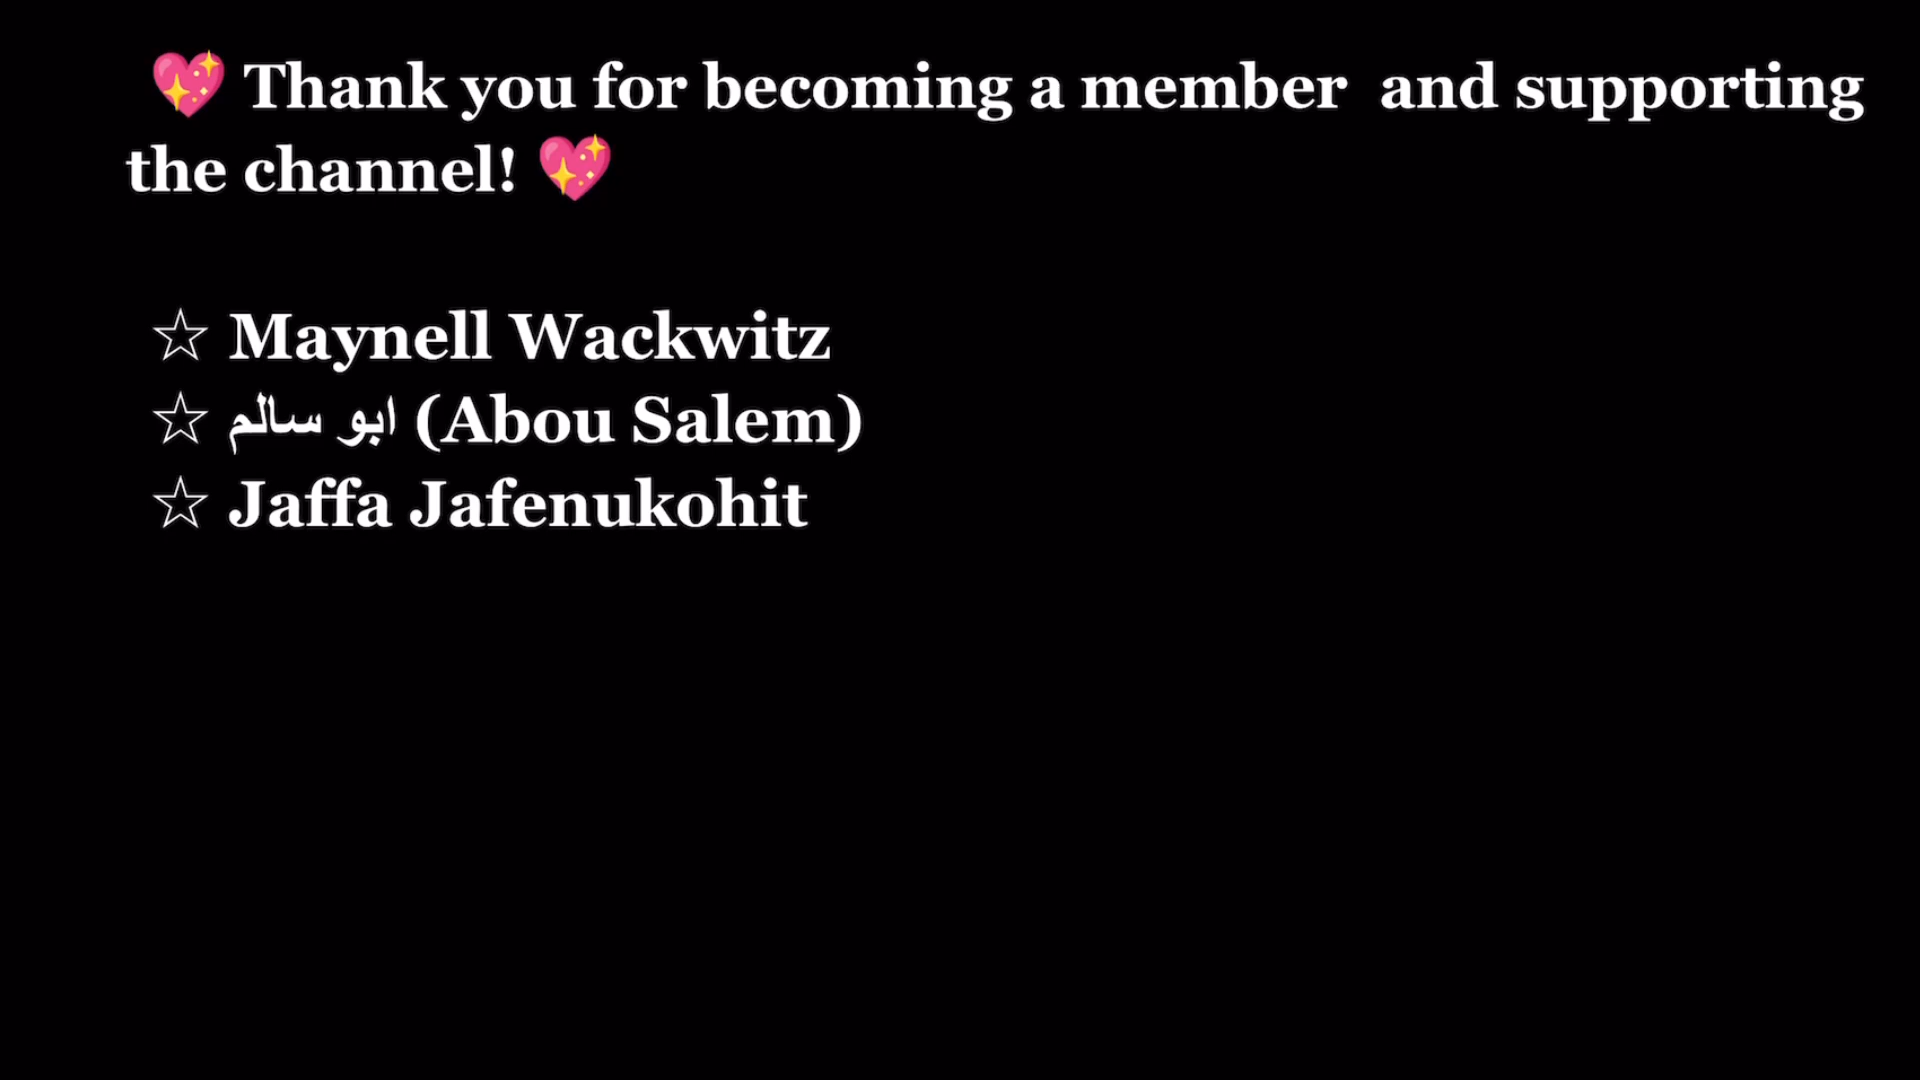 💖 Thank you for becoming a member  and supporting
the channel! 💖
☆ Maynell Wackwitz
☆ ابو سالم (Abou Salem)
☆ Jaffa Jafenukohit